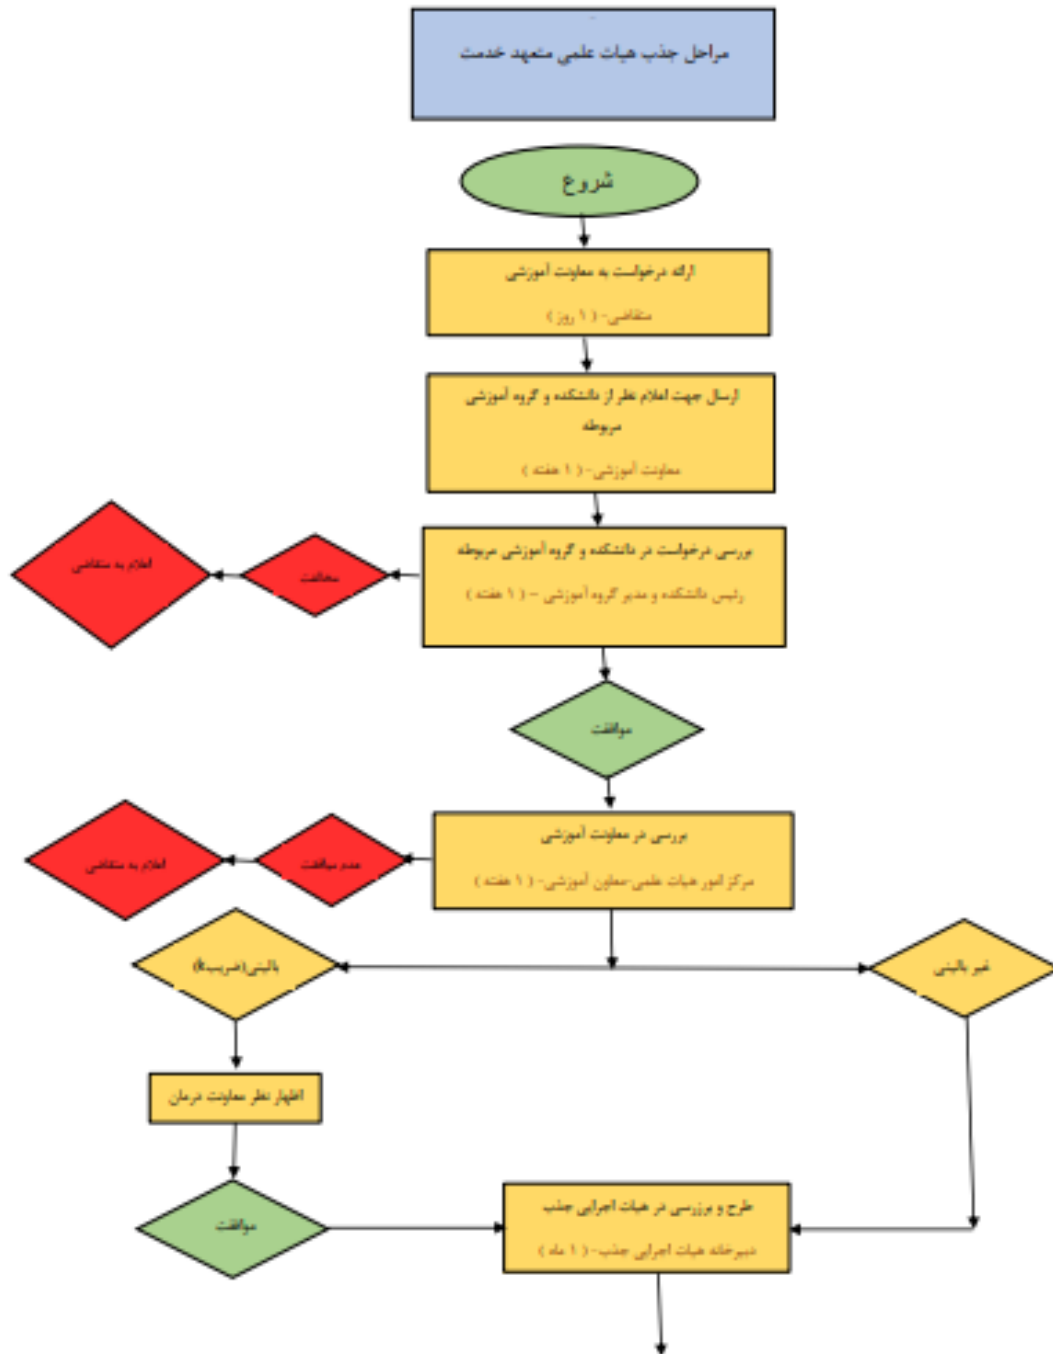 مراحل جذب هیات علمی متعهد خدمت
شروع
ارائه درخواست به معاونت آموزشی
متقاضی- ( ۱ روز )
ارسال جهت اعلام نظر از دانشکده و گروه آموزشی
مربوطه
معاونت آموزشی- ( ۱ هفته )
بررسی درخواست در دانشکده و گروه آموزشی مربوطه
رئیس دانشکده و مدیر گروه آموزشی – ( ۱ هفته )
مخالفت
اعلام به متقاضی
موافقت
بررسی در معاونت آموزشی
مرکز امور هیات علمی-معاون آموزشی- ( ۱ هفته )
عدم موافقت
اعلام به متقاضی
غیر بالینی
بالینی(ضریبk)
اظهار نظر معاونت درمان
موافقت
طرح و بررسی در هیات اجرایی جذب
دبیرخانه هیات اجرایی جذب- ( ۱ ماه )